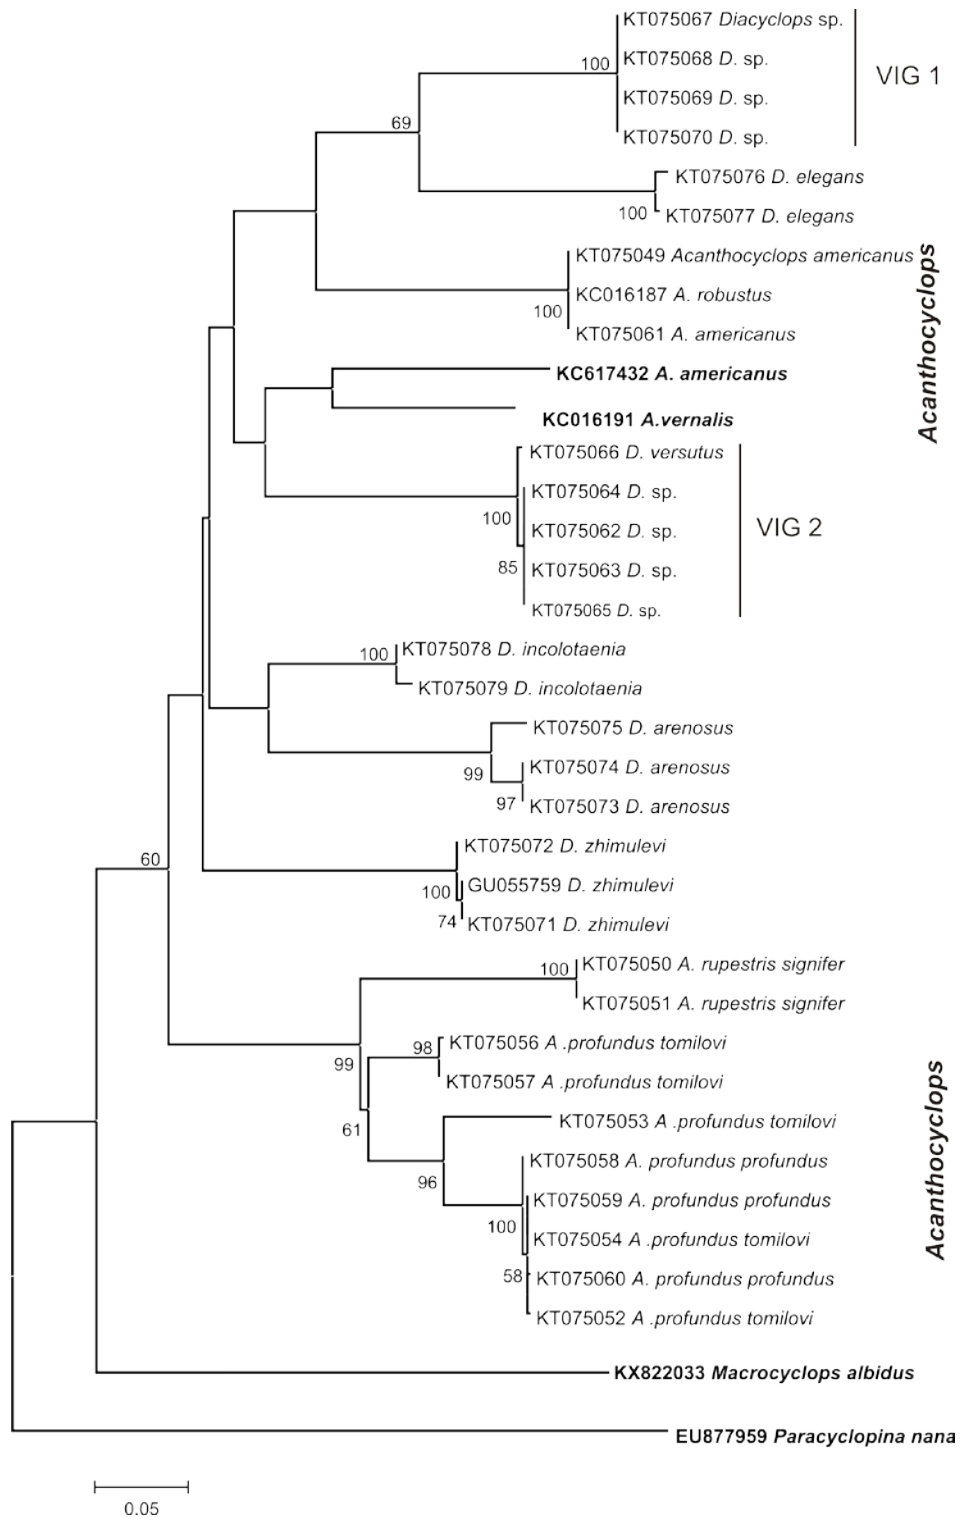 KT075067 Diacyclops sp.
KT075068 D. sp.
100
VIG 1
KT075069 D. sp.
69
KT075070 D. sp.
KT075076 D. elegans
100
KT075077 D. elegans
KT075049 Acanthocyclops americanus
KC016187 A. robustus
100
KT075061 A. americanus
Acanthocyclops
KC617432 A. americanus
KC016191 A.vernalis
KT075066 D. versutus
KT075064 D. sp.
100
KT075062 D. sp.
VIG 2
85
KT075063 D. sp.
KT075065 D. sp.
100
KT075078 D. incolotaenia
KT075079 D. incolotaenia
KT075075 D. arenosus
99
KT075074 D. arenosus
97
KT075073 D. arenosus
KT075072 D. zhimulevi
60
100
GU055759 D. zhimulevi
74
KT075071 D. zhimulevi
100
KT075050 A. rupestris signifer
KT075051 A. rupestris signifer
98
KT075056 A .profundus tomilovi
99
KT075057 A .profundus tomilovi
KT075053 A .profundus tomilovi
61
KT075058 A. profundus profundus
96
KT075059 A. profundus profundus
100
KT075054 A .profundus tomilovi
58
KT075060 A. profundus profundus
KT075052 A .profundus tomilovi
Acanthocyclops
KX822033 Macrocyclops albidus
EU877959 Paracyclopina nana
0.05